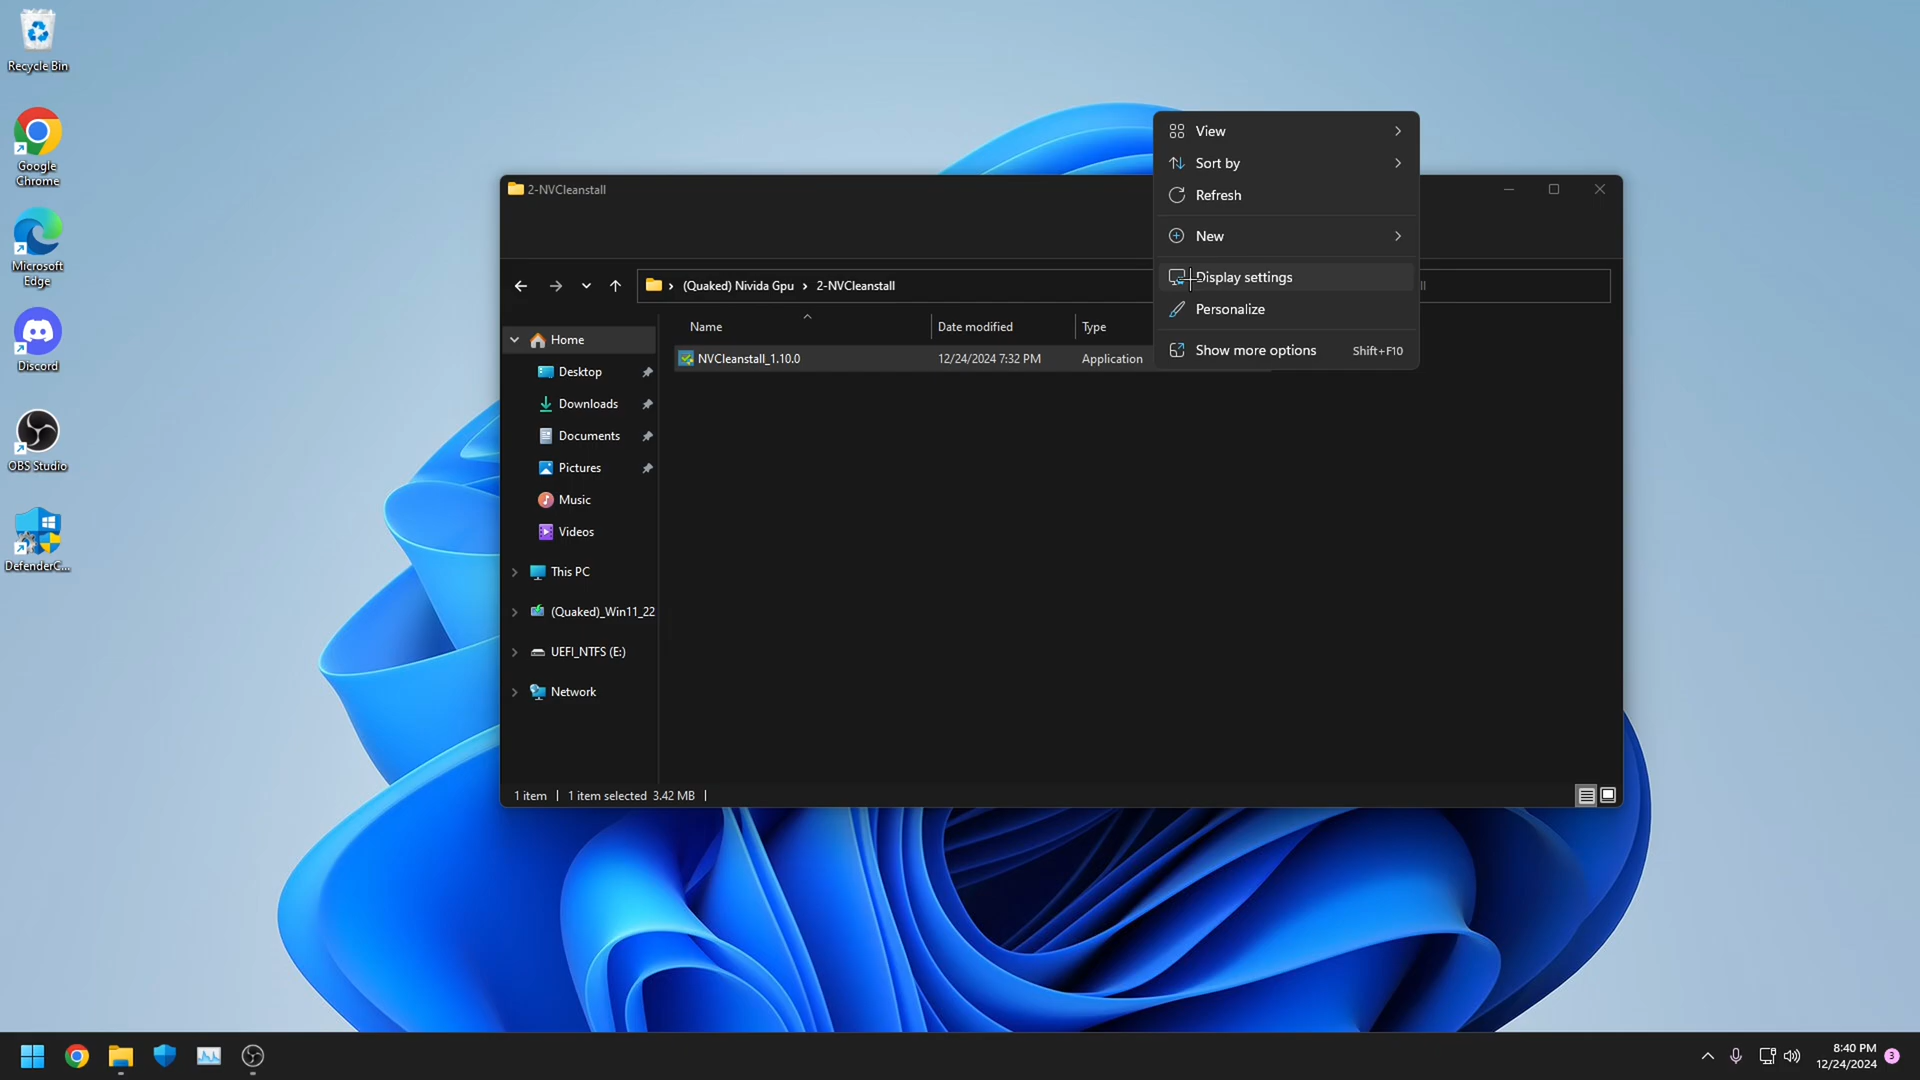 Recycle Bin
Google
Chrome
Microsoft
Edge
Discord
OBS Studio
DefenderC...
2-NVCleanstall
(Quaked) Nivida Gpu
2-NVCleanstall
Name
Date modified
Type
Home
NVCleanstall_1.10.0
12/24/2024 7:32 PM
Application
Desktop
Downloads
Documents
Pictures
Music
Videos
This PC
(Quaked)_Win11_22
UEFI_NTFS (E:)
Network
1 item
1 item selected 3.42 MB
View
Sort by
Refresh
New
Display settings
Personalize
Show more options
Shift+F10
8:40 PM
12/24/2024
3